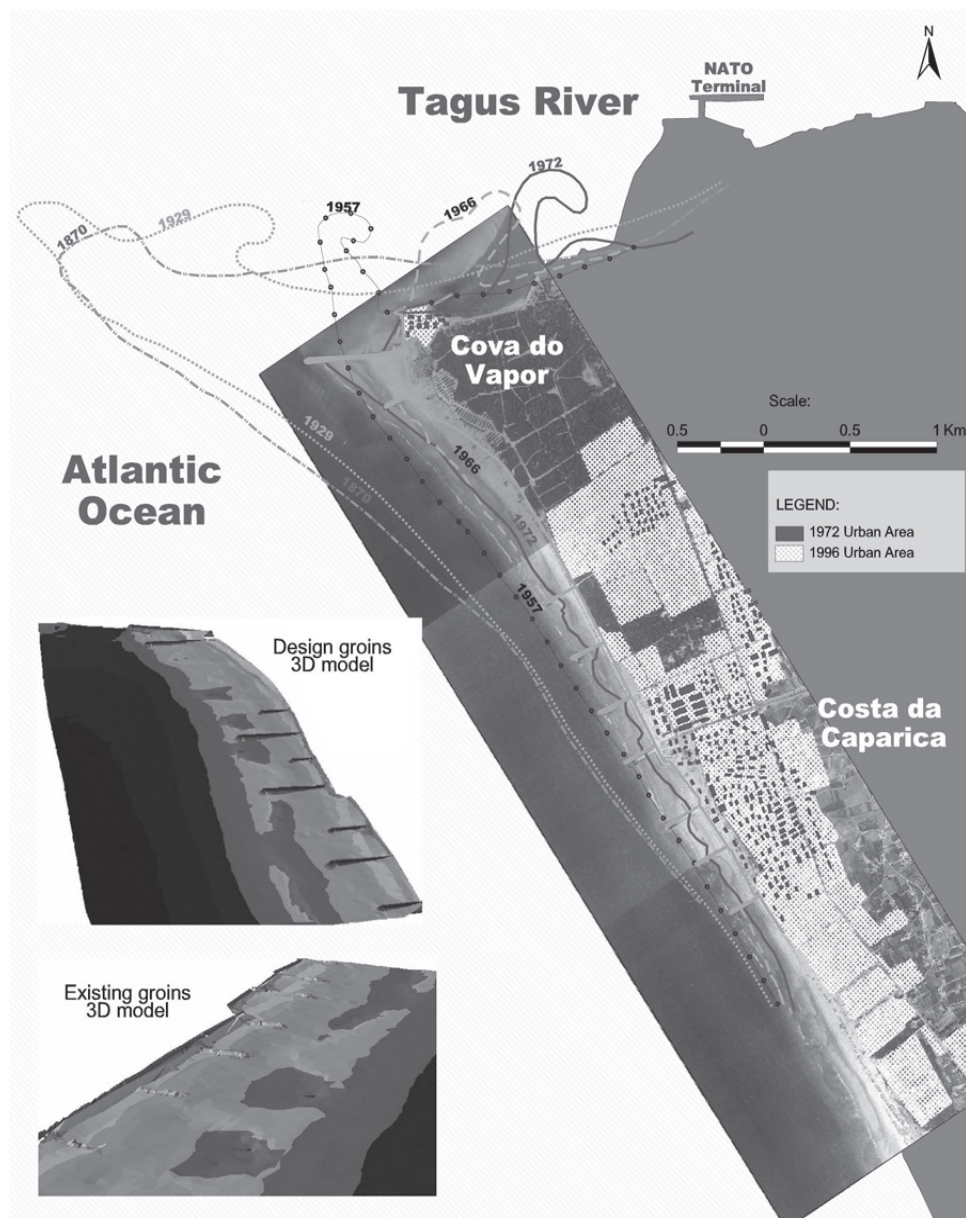 N
NATO
Terminal
Tagus River
1972
1966
1957
1929
1870
Cova do
Vapor
Scale:
0.5 0 0.5 1 Km
Atlantic
Ocean
1929
1966
1870
1972
1957
LEGEND:
1972 Urban Area
1996 Urban Area
Design groins
3D model
Costa da
Caparica
Existing groins
3D model